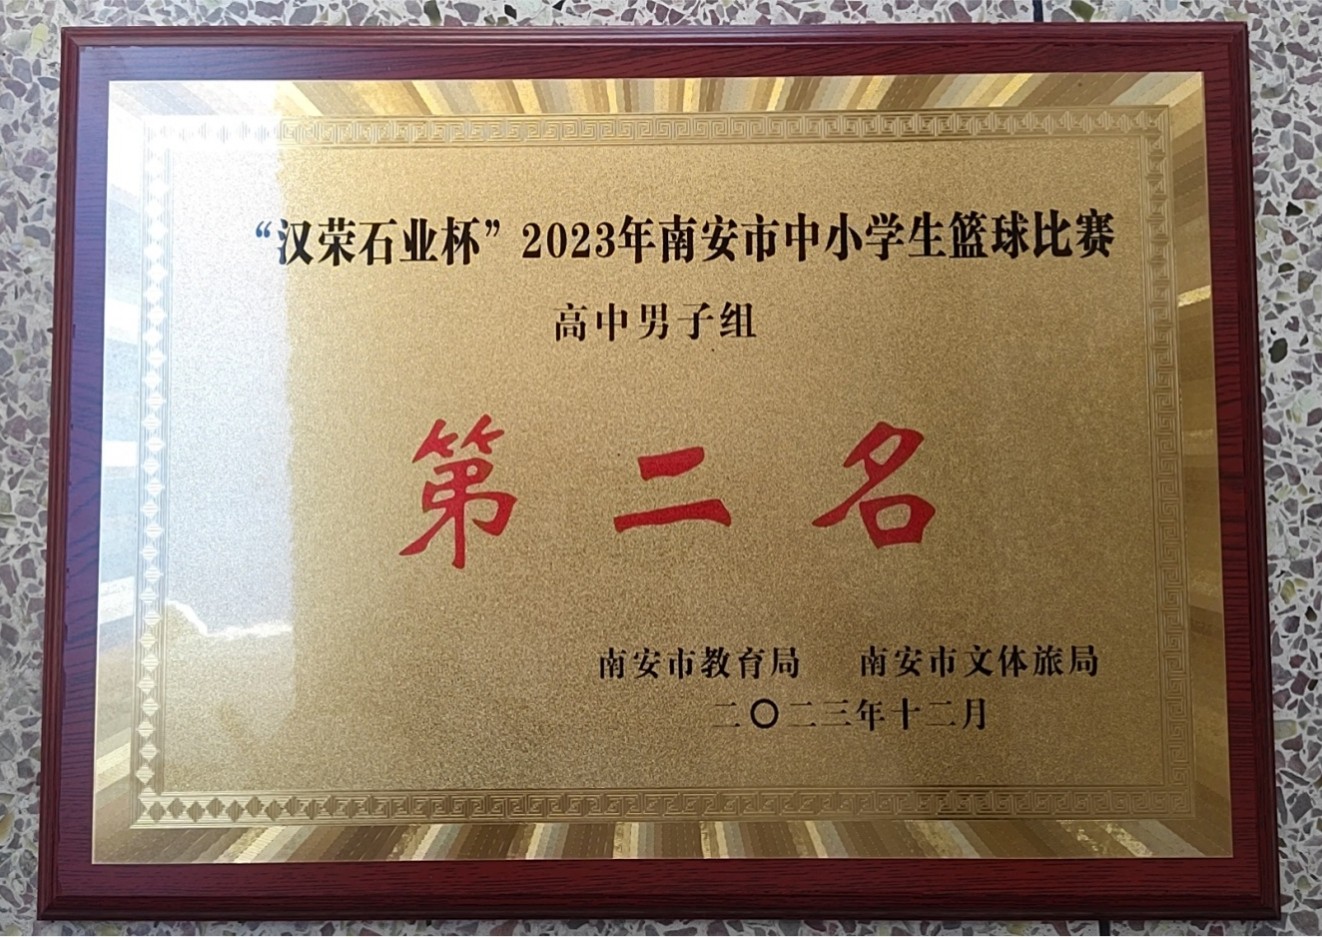 “汉荣石业杯”2023年南安市中小学生篮球比赛
高中男子组
第二名
南安市教育局 南安市文体旅局
二〇二三年十二月